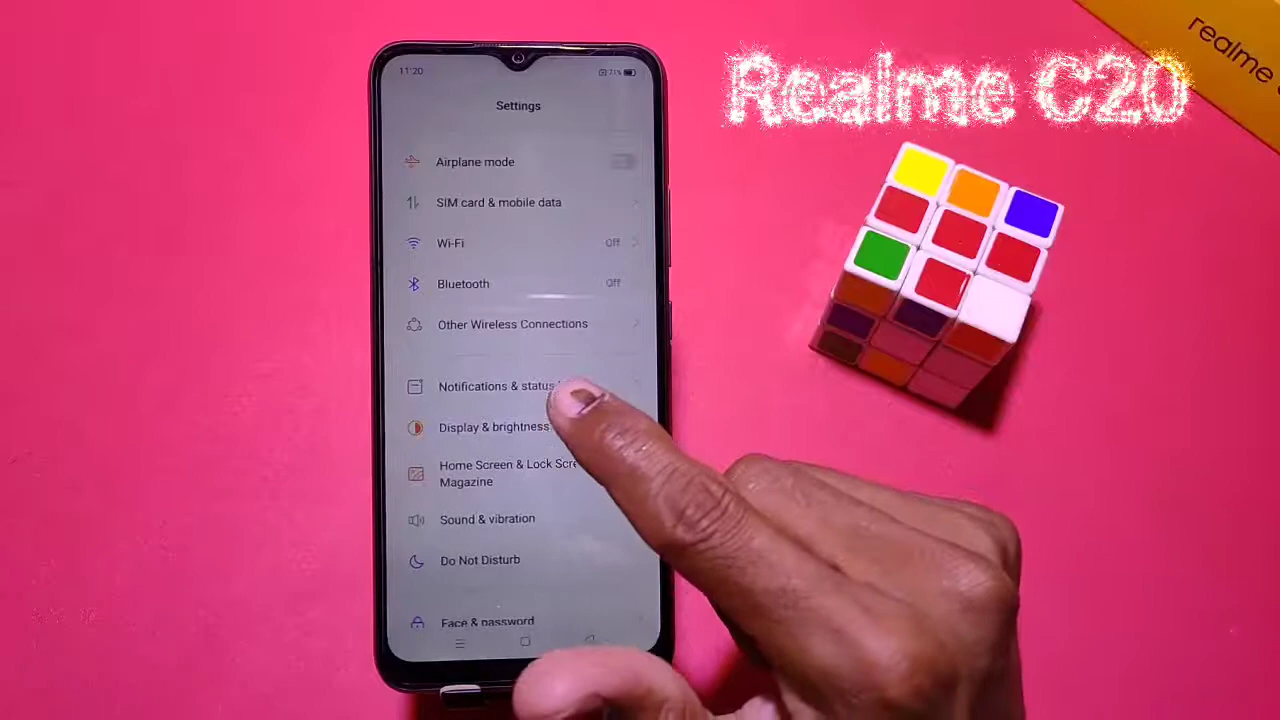 Realme C20
realme
11:20
71%
Settings
Airplane mode
SIM card & mobile data
Wi-Fi
Off
Bluetooth
Off
Other Wireless Connections
Notifications & status
Display & brightness
Home Screen & Lock Scre
Magazine
Sound & vibration
Do Not Disturb
Face & password